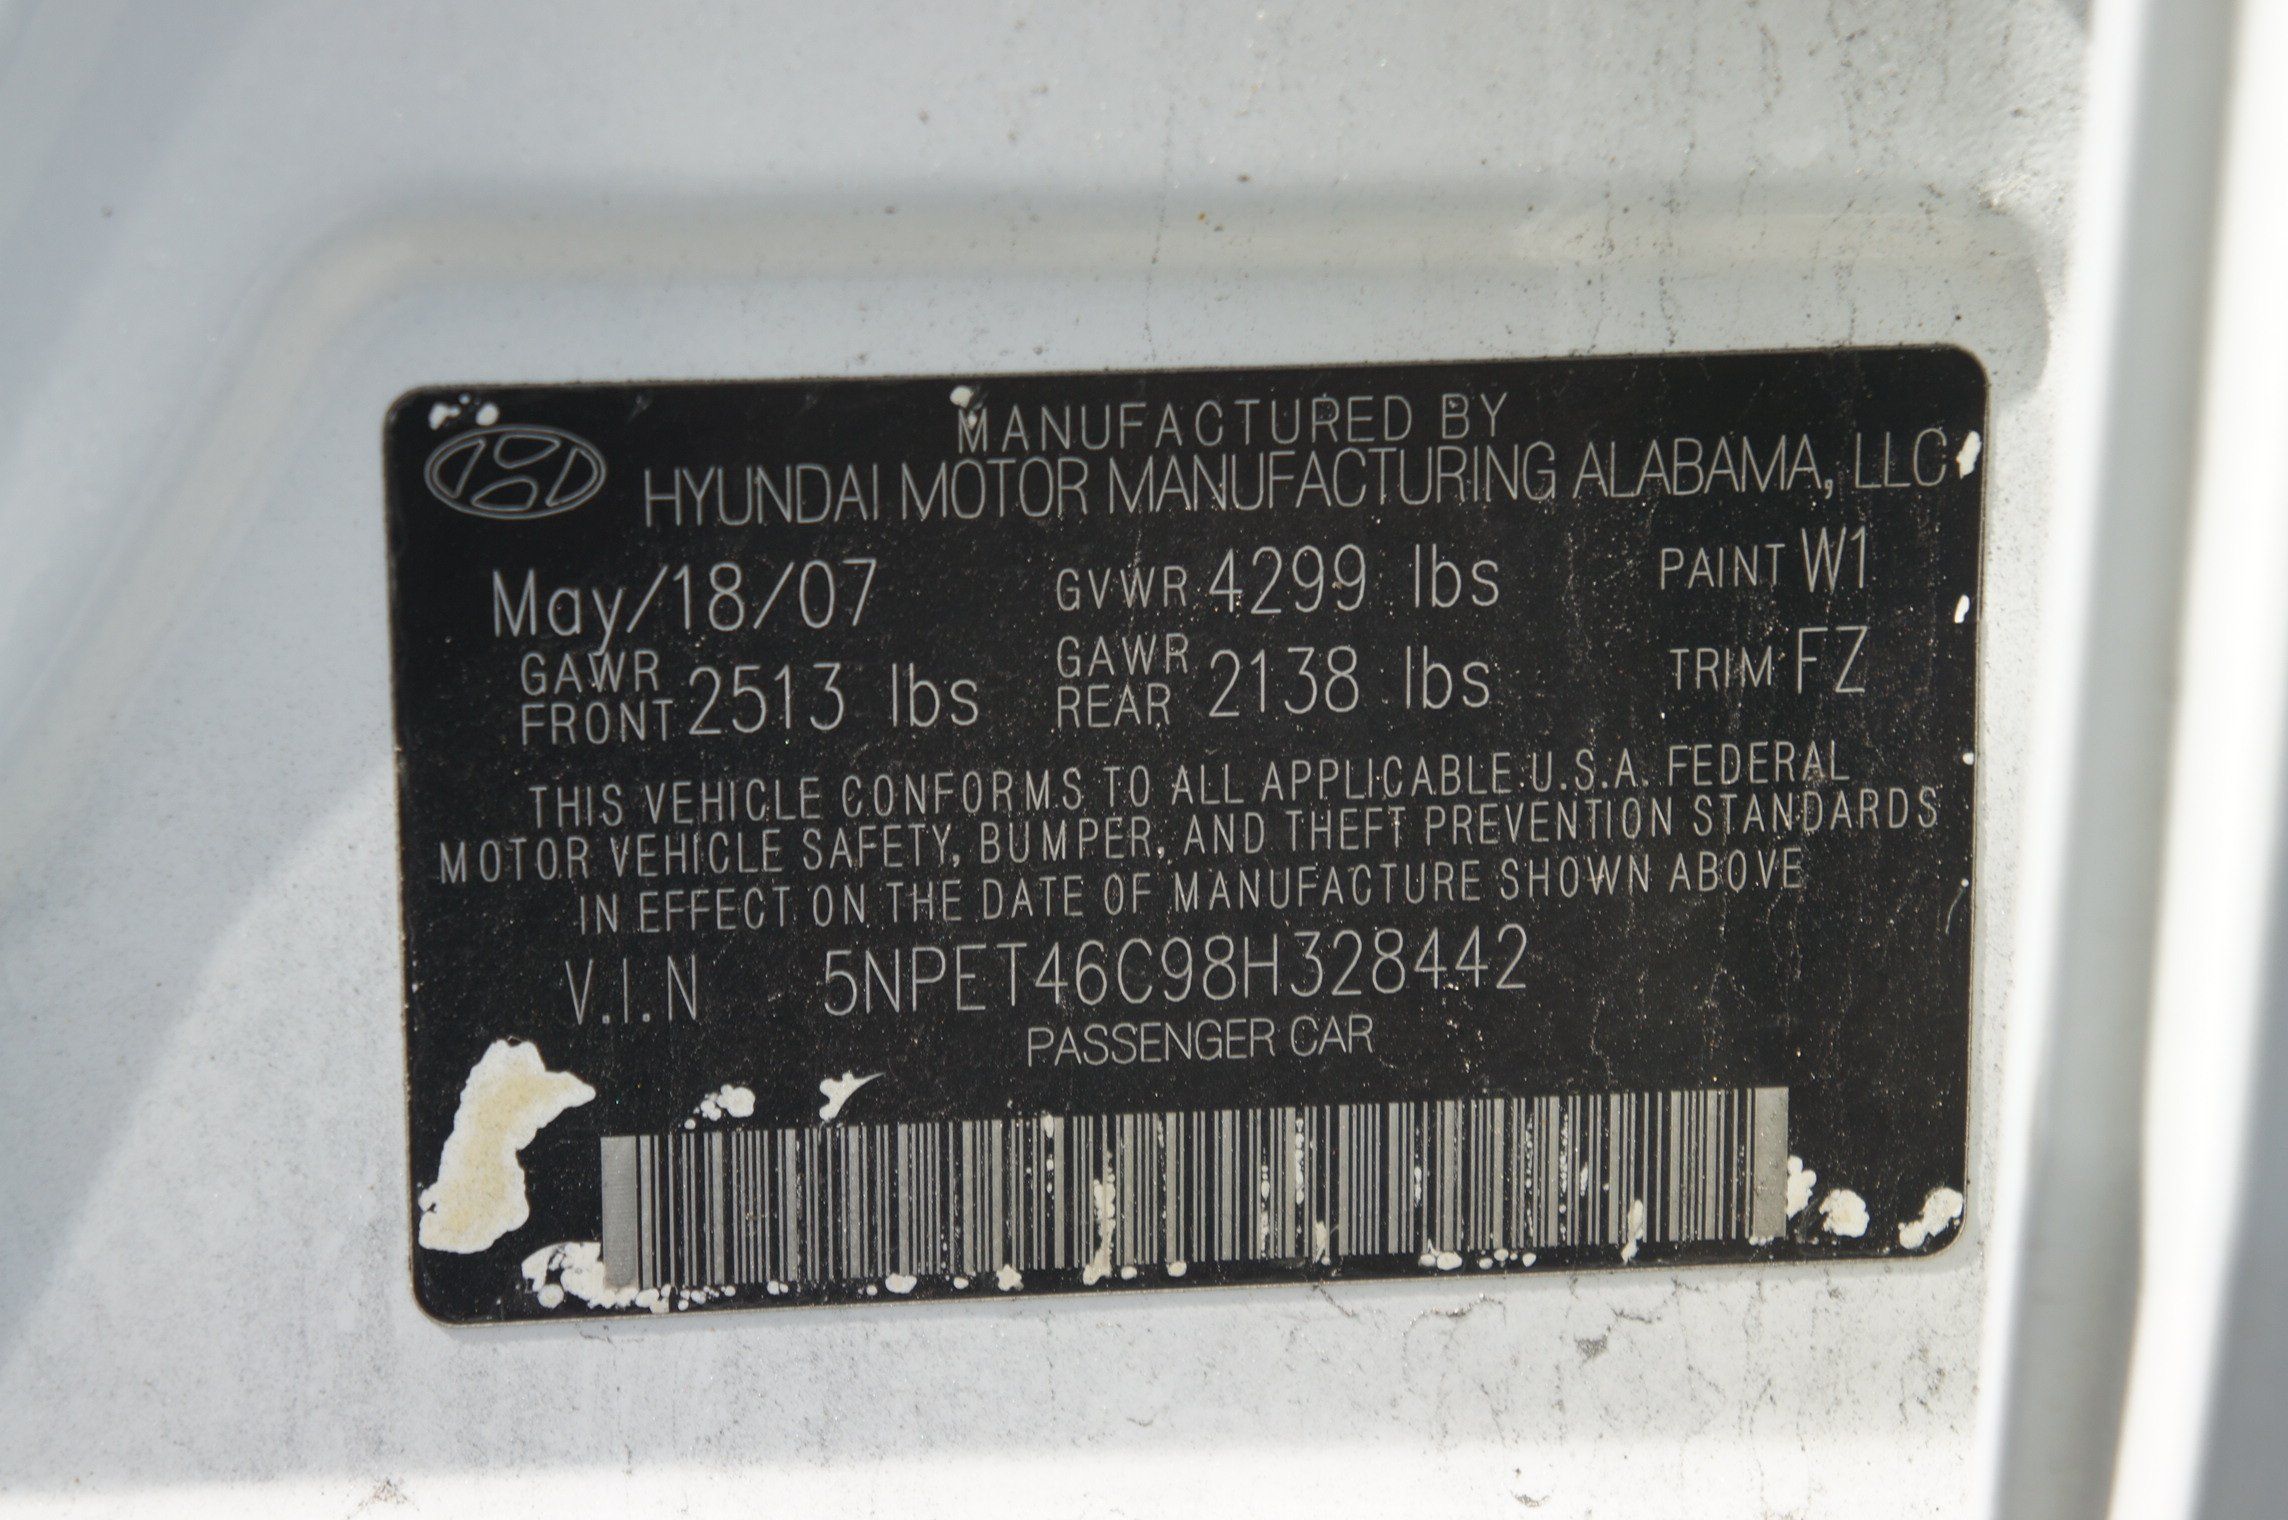 MANUFACTURED BY
HYUNDAI MOTOR MANUFACTURING ALABAMA, LLC
May/18/07 GVWR 4299 lbs PAINT W1
GAWR FRONT 2513 lbs GAWR REAR 2138 lbs TRIM FZ
THIS VEHICLE CONFORMS TO ALL APPLICABLE U.S.A. FEDERAL
MOTOR VEHICLE SAFETY, BUMPER, AND THEFT PREVENTION STANDARDS
IN EFFECT ON THE DATE OF MANUFACTURE SHOWN ABOVE
V.I.N 5NPET46C98H328442
PASSENGER CAR